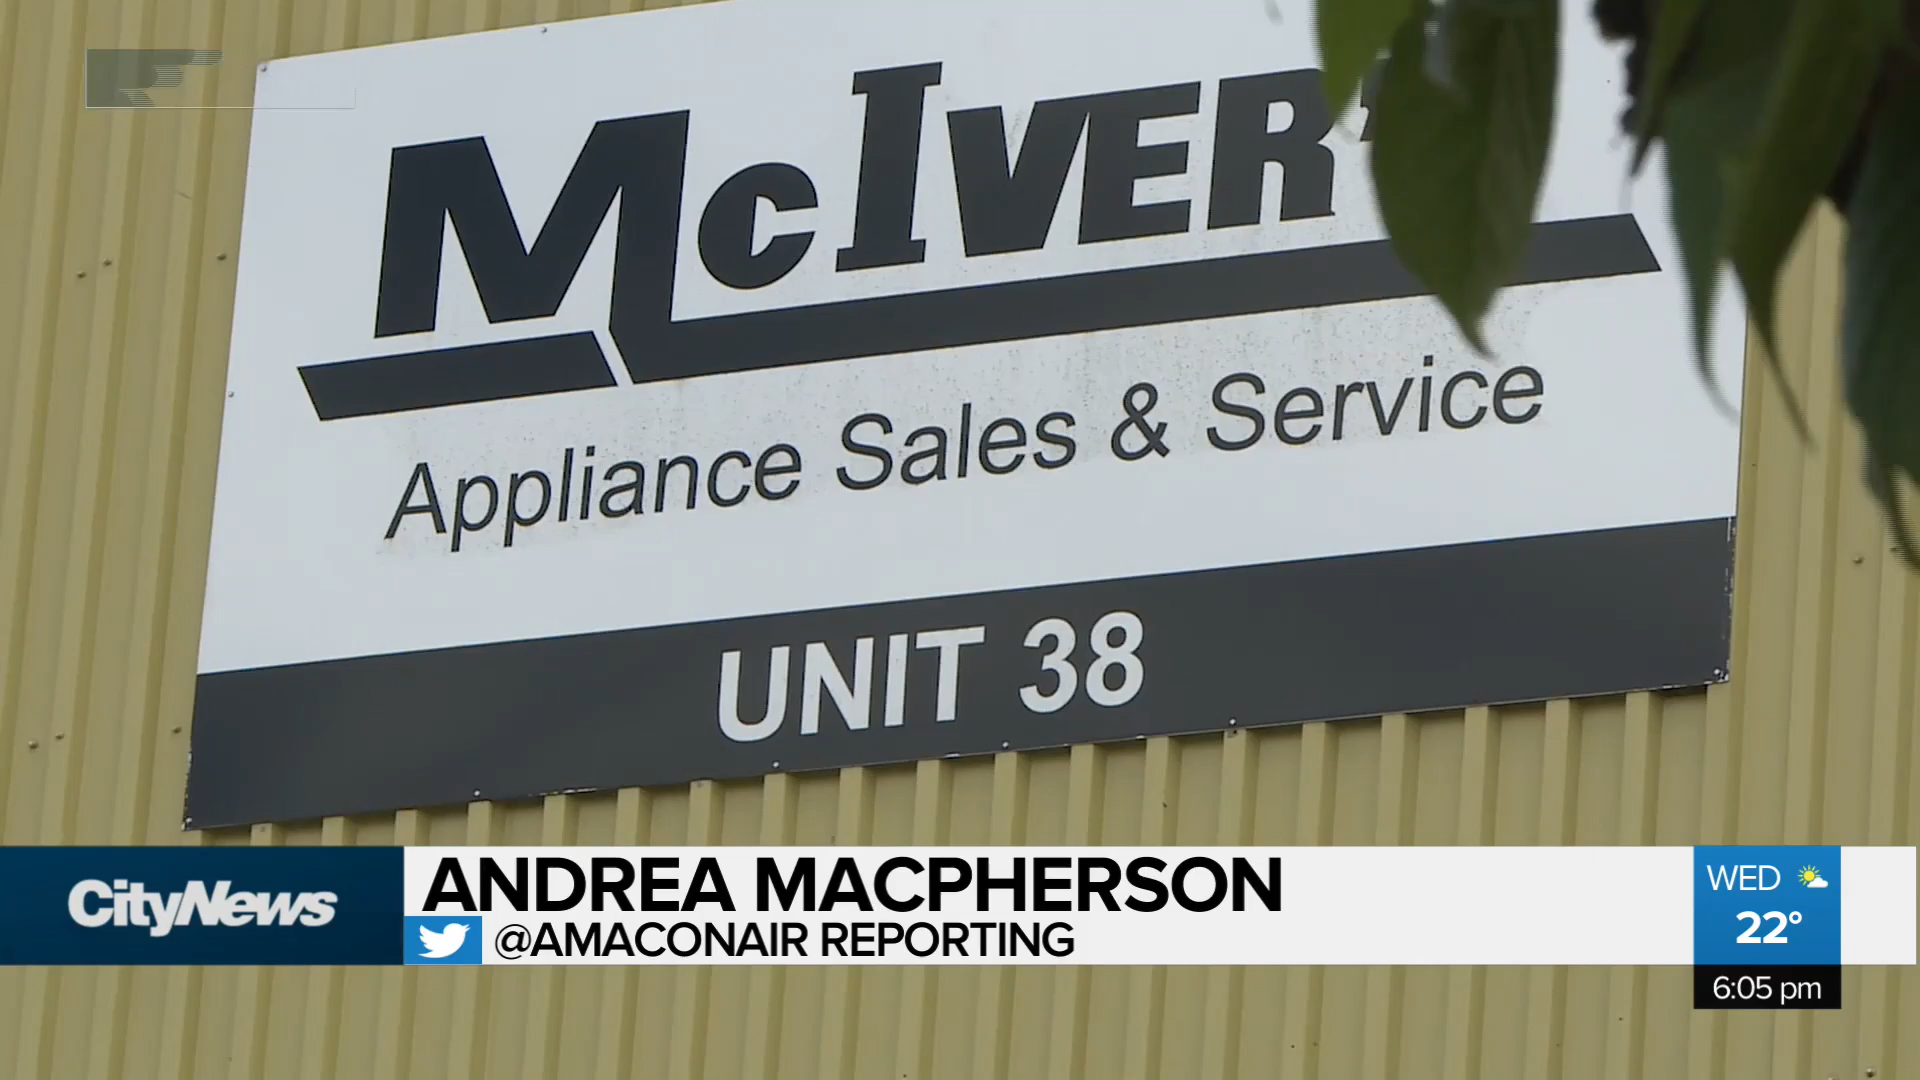 McIver
Appliance Sales & Service
UNIT 38
CityNews
ANDREA MACPHERSON
@AMACONAIR REPORTING
WED
22°
6:05 pm